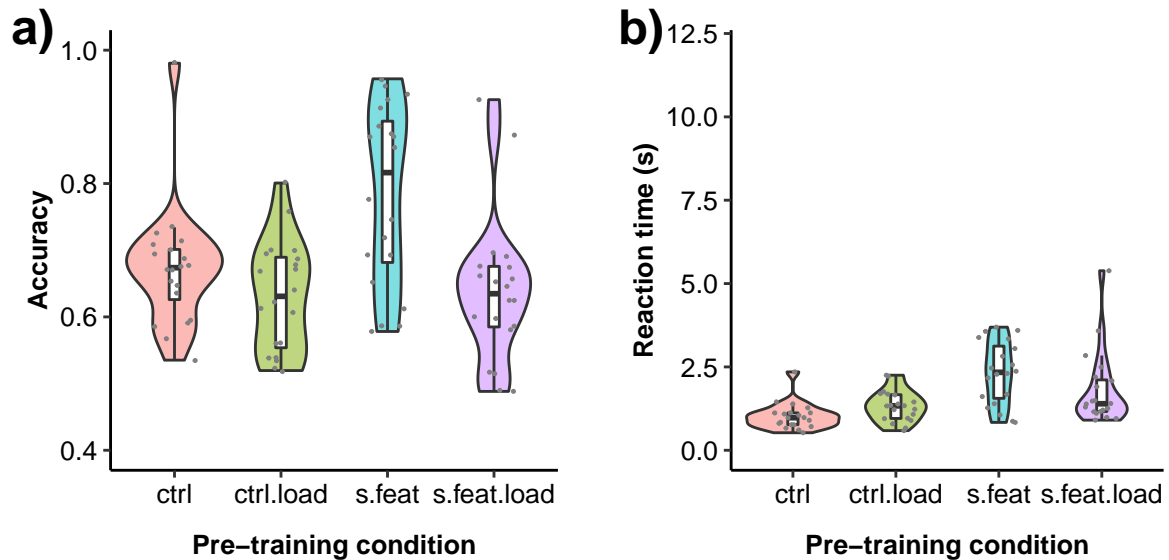 a)
Accuracy
1.0
0.8
0.6
0.4
ctrl ctrl.load s.feat s.feat.load
Pre−training condition
b)
Reaction time (s)
12.5
10.0
7.5
5.0
2.5
0.0
ctrl ctrl.load s.feat s.feat.load
Pre−training condition